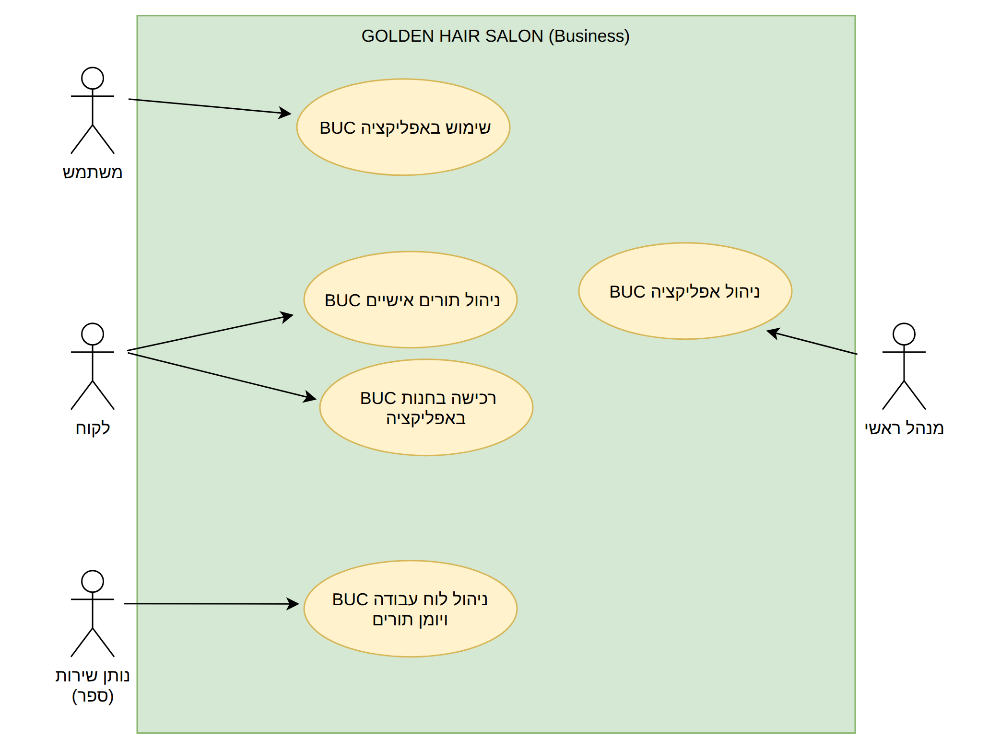 GOLDEN HAIR SALON (Business)
שימוש באפליקציה BUC
משתמש
ניהול אפליקציה BUC
ניהול תורים אישיים BUC
רכישה בחנות BUC
באפליקציה
לקוח
מנהל ראשי
ניהול לוח עבודה BUC
ויומן תורים
נותן שירות
(ספר)